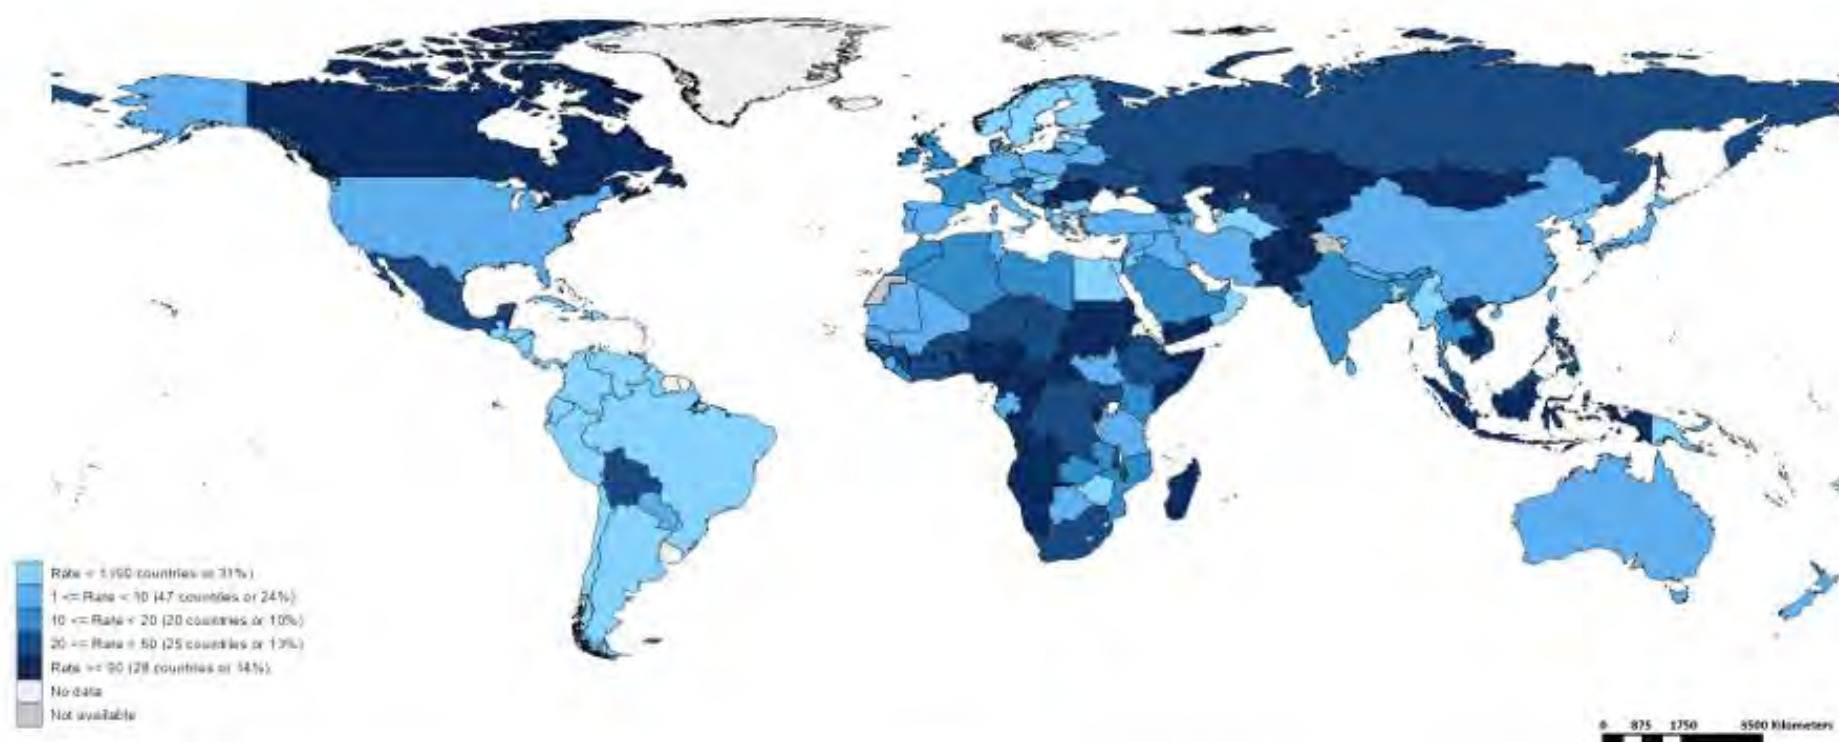 Rate < 1 (60 countries or 31%)
1 <= Rate < 10 (47 countries or 24%)
10 <= Rate < 20 (20 countries or 10%)
20 <= Rate < 50 (25 countries or 13%)
Rate >= 50 (28 countries or 14%)
No data
Not available
0 875 1750 3500 Kilometers